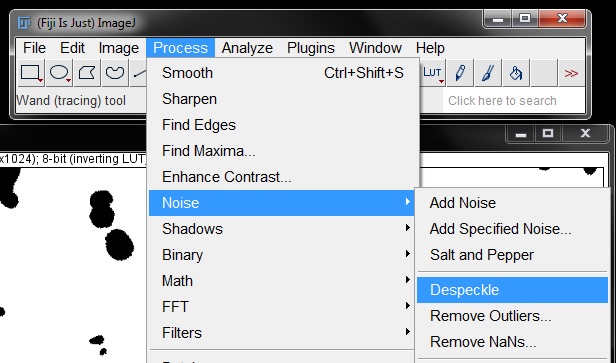 (Fiji Is Just) ImageJ
File Edit Image Process Analyze Plugins Window Help
LUT >>
Wand (tracing) tool
Click here to search
x1024); 8-bit (inverting LUT)
Smooth Ctrl+Shift+S
Sharpen
Find Edges
Find Maxima...
Enhance Contrast...
Noise
Shadows
Binary
Math
FFT
Filters
Add Noise
Add Specified Noise...
Salt and Pepper
Despeckle
Remove Outliers...
Remove NaNs...